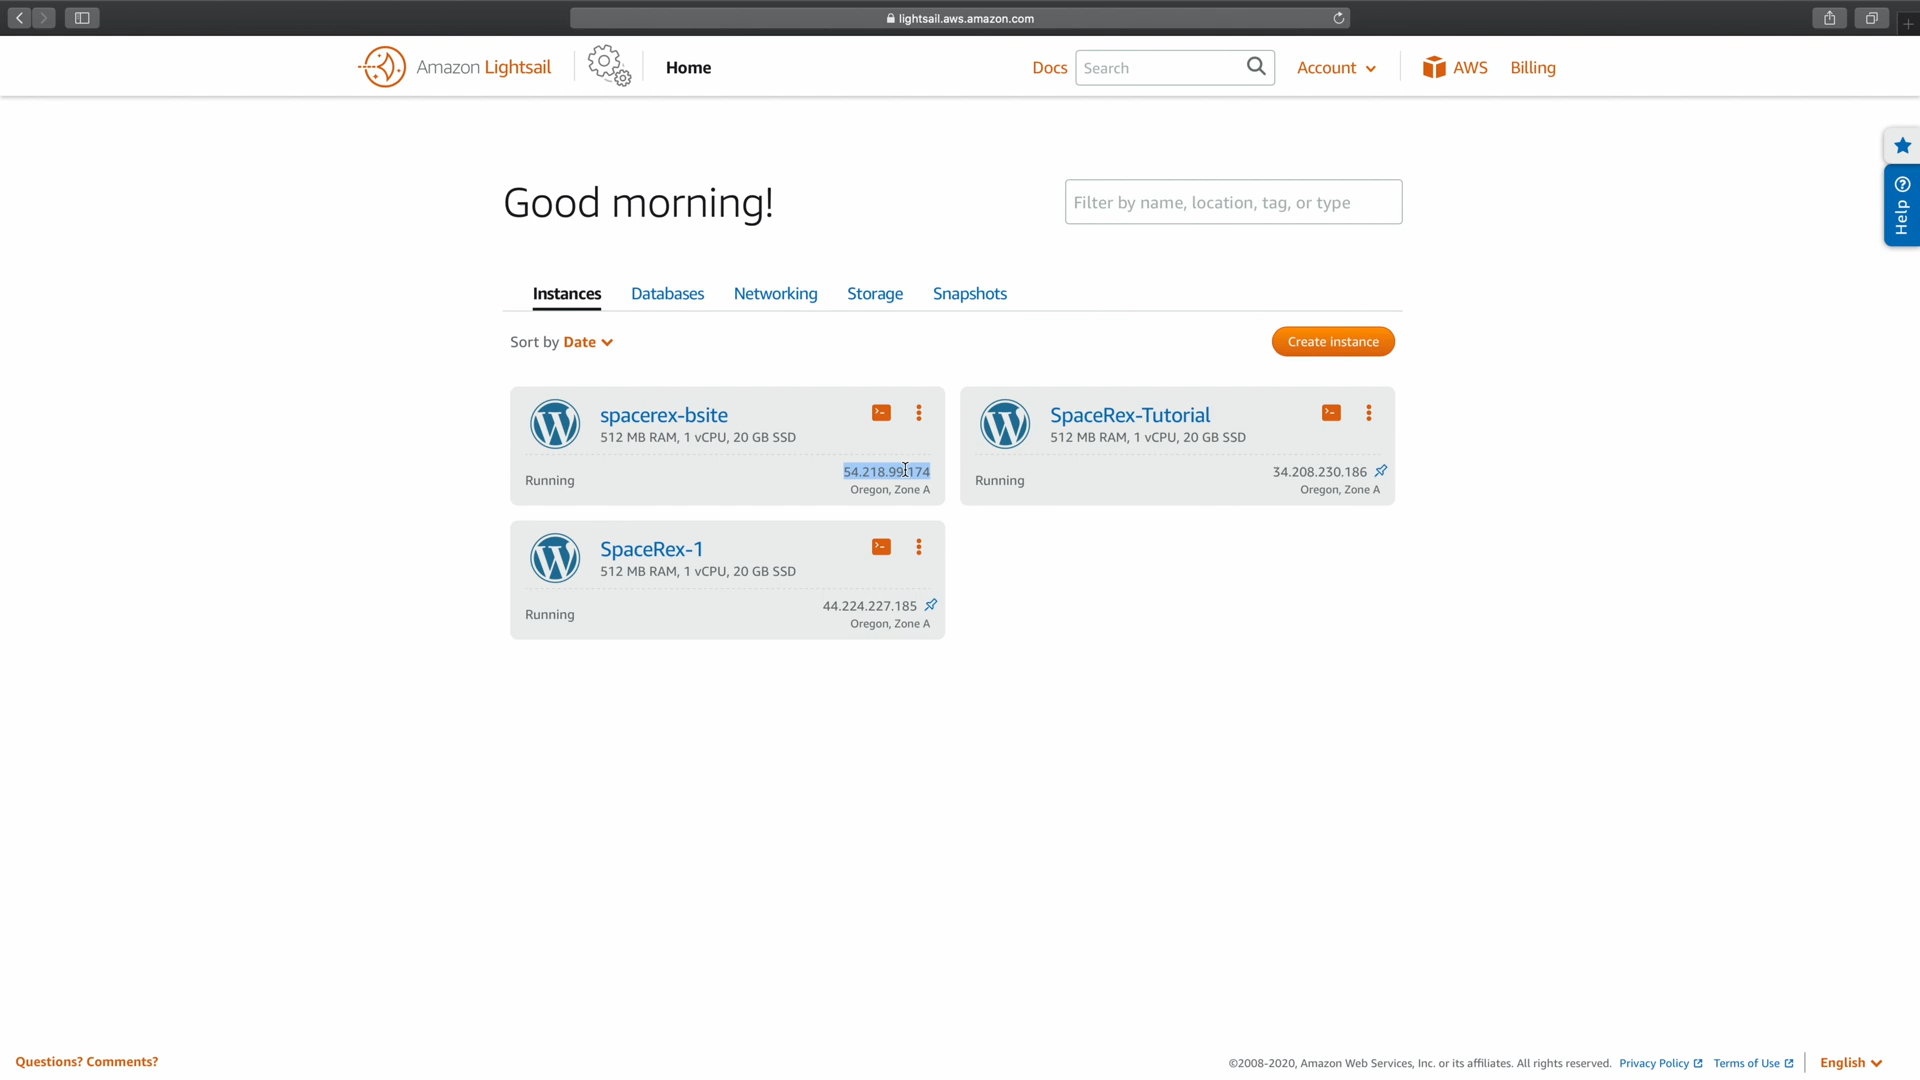 lightsail.aws.amazon.com
Amazon Lightsail
Home
Docs
Search
Account
AWS
Billing
Help
Good morning!
Filter by name, location, tag, or type
Instances
Databases
Networking
Storage
Snapshots
Sort by Date
Create instance
spacerex-bsite
512 MB RAM, 1 vCPU, 20 GB SSD
Running
54.218.99.174
Oregon, Zone A
SpaceRex-Tutorial
512 MB RAM, 1 vCPU, 20 GB SSD
Running
34.208.230.186
Oregon, Zone A
SpaceRex-1
512 MB RAM, 1 vCPU, 20 GB SSD
Running
44.224.227.185
Oregon, Zone A
Questions? Comments?
©2008-2020, Amazon Web Services, Inc. or its affiliates. All rights reserved.
Privacy Policy
Terms of Use
English